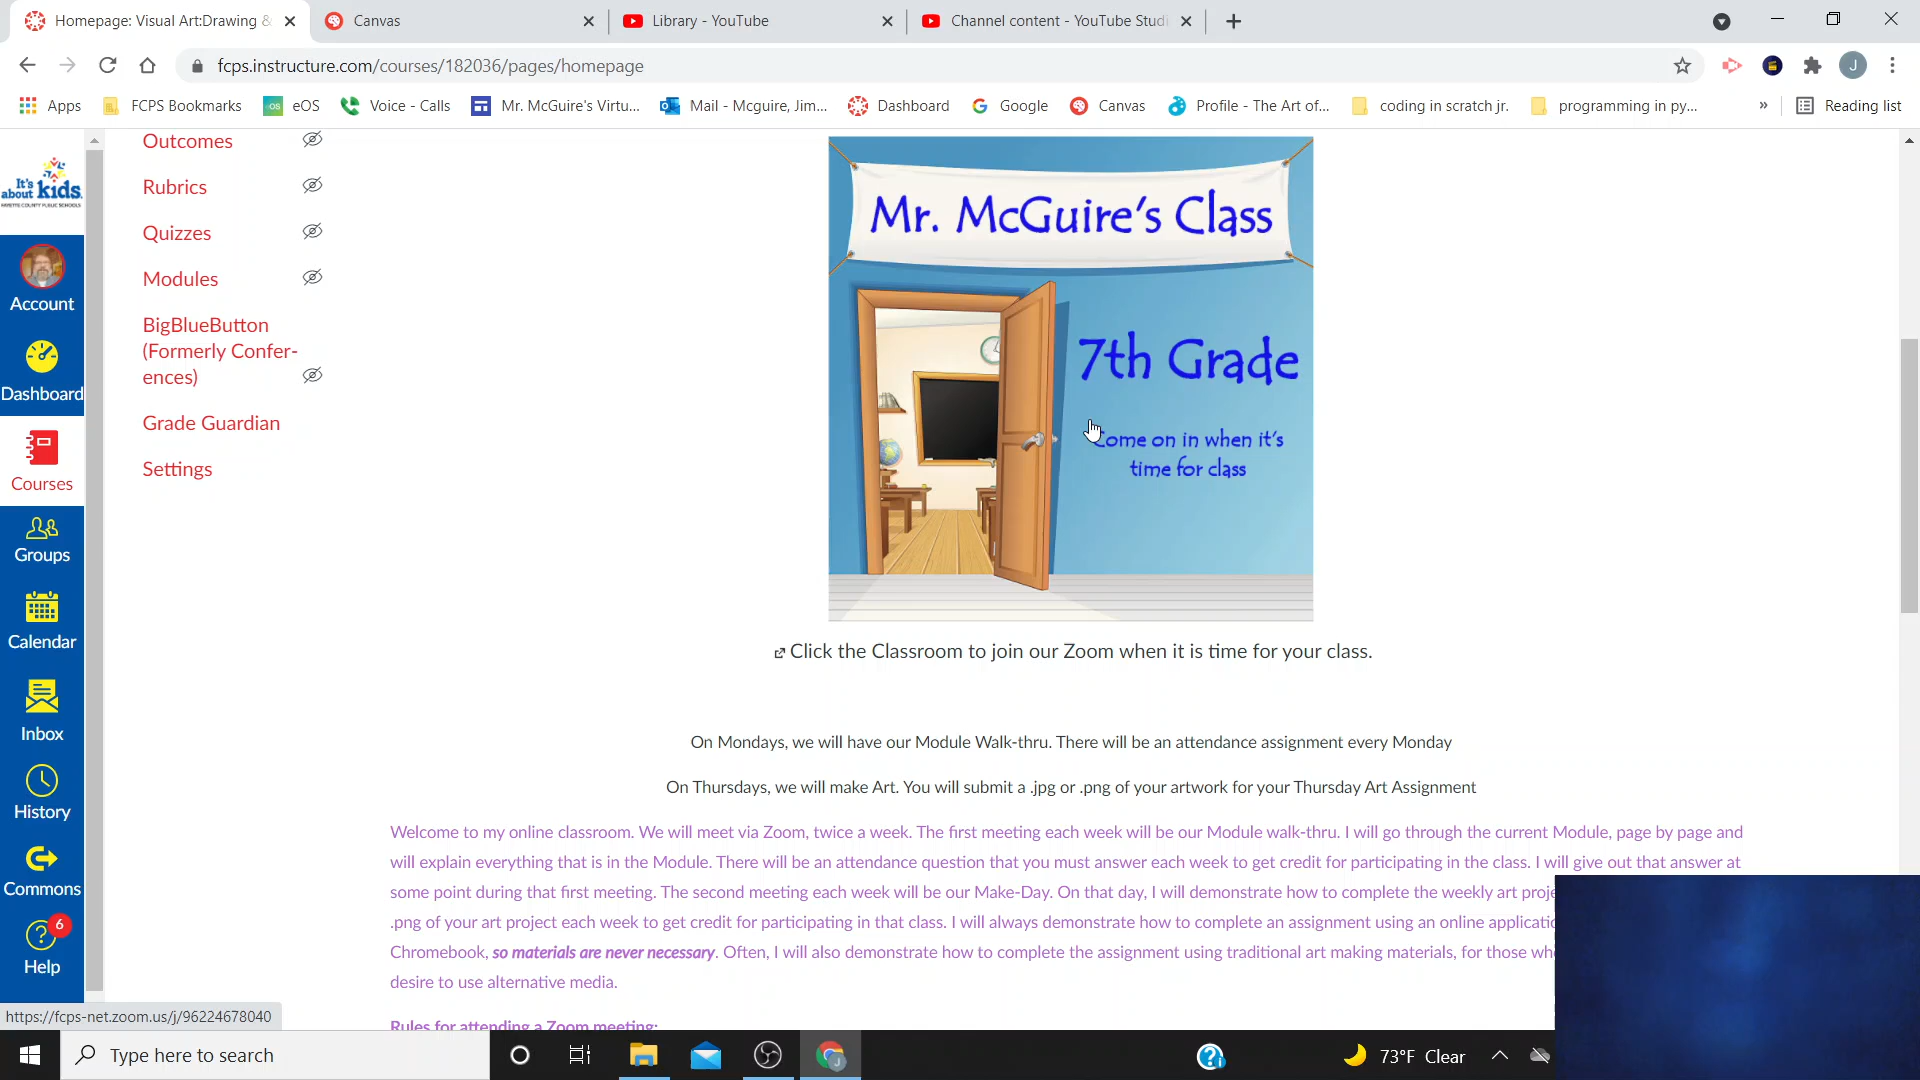 Homepage: Visual Art:Drawing &
Canvas
Library - YouTube
Channel content - YouTube Studi
fcps.instructure.com/courses/182036/pages/homepage
J
Apps
FCPS Bookmarks
eOS
Voice - Calls
Mr. McGuire's Virtu...
Mail - Mcguire, Jim...
Dashboard
Google
Canvas
Profile - The Art of...
coding in scratch jr.
programming in py...
»
Reading list
It's
about kids.
FAYETTE COUNTY PUBLIC SCHOOLS
Account
Dashboard
Courses
Groups
Calendar
Inbox
History
Commons
6
Help
Outcomes
Rubrics
Quizzes
Modules
BigBlueButton
(Formerly Confer-
ences)
Grade Guardian
Settings
Mr. McGuire's Class
7th Grade
Come on in when it's
time for class
Click the Classroom to join our Zoom when it is time for your class.
On Mondays, we will have our Module Walk-thru. There will be an attendance assignment every Monday
On Thursdays, we will make Art. You will submit a .jpg or .png of your artwork for your Thursday Art Assignment
Welcome to my online classroom. We will meet via Zoom, twice a week. The first meeting each week will be our Module walk-thru. I will go through the current Module, page by page and
will explain everything that is in the Module. There will be an attendance question that you must answer each week to get credit for participating in the class. I will give out that answer at
some point during that first meeting. The second meeting each week will be our Make-Day. On that day, I will demonstrate how to complete the weekly art proje
.png of your art project each week to get credit for participating in that class. I will always demonstrate how to complete an assignment using an online applicatio
Chromebook, so materials are never necessary. Often, I will also demonstrate how to complete the assignment using traditional art making materials, for those wh
desire to use alternative media.
Rules for attending a Zoom meeting:
https://fcps-net.zoom.us/j/96224678040
Type here to search
73°F Clear